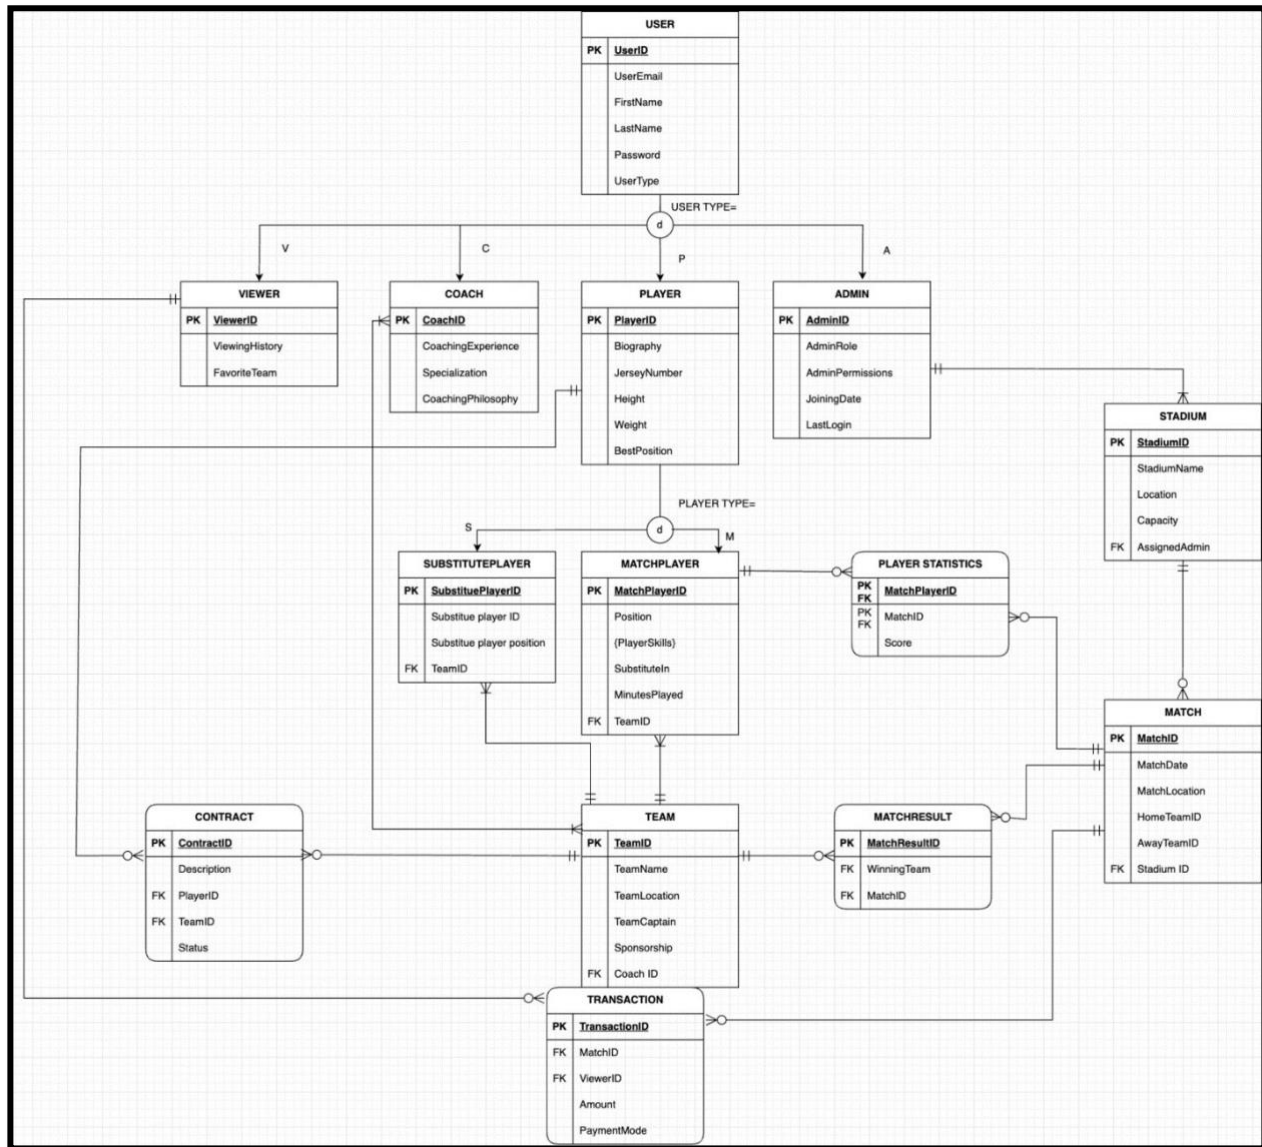 USER
PK UserID
UserEmail
FirstName
LastName
Password
UserType
USER TYPE=
d
V
C
P
A
VIEWER
PK ViewerID
ViewingHistory
FavoriteTeam
COACH
PK CoachID
CoachingExperience
Specialization
CoachingPhilosophy
PLAYER
PK PlayerID
Biography
JerseyNumber
Height
Weight
BestPosition
ADMIN
PK AdminID
AdminRole
AdminPermissions
JoiningDate
LastLogin
STADIUM
PK StadiumID
StadiumName
Location
Capacity
FK AssignedAdmin
PLAYER TYPE=
d
S
M
SUBSTITUTEPLAYER
PK SubstituePlayerID
Substitue player ID
Substitue player position
FK TeamID
MATCHPLAYER
PK MatchPlayerID
Position
(PlayerSkills)
SubstituteIn
MinutesPlayed
FK TeamID
PLAYER STATISTICS
PK FK MatchPlayerID
PK FK MatchID
Score
MATCH
PK MatchID
MatchDate
MatchLocation
HomeTeamID
AwayTeamID
FK Stadium ID
CONTRACT
PK ContractID
Description
FK PlayerID
FK TeamID
Status
TEAM
PK TeamID
TeamName
TeamLocation
TeamCaptain
Sponsorship
FK Coach ID
MATCHRESULT
PK MatchResultID
FK WinningTeam
FK MatchID
TRANSACTION
PK TransactionID
FK MatchID
FK ViewerID
Amount
PaymentMode